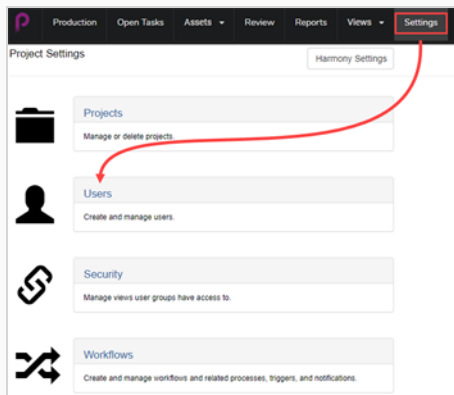 Production Open Tasks Assets Review Reports Views Settings
Project Settings Harmony Settings
Projects
Manage or delete projects.
Users
Create and manage users.
Security
Manage views user groups have access to.
Workflows
Create and manage workflows and related processes, triggers, and notifications.